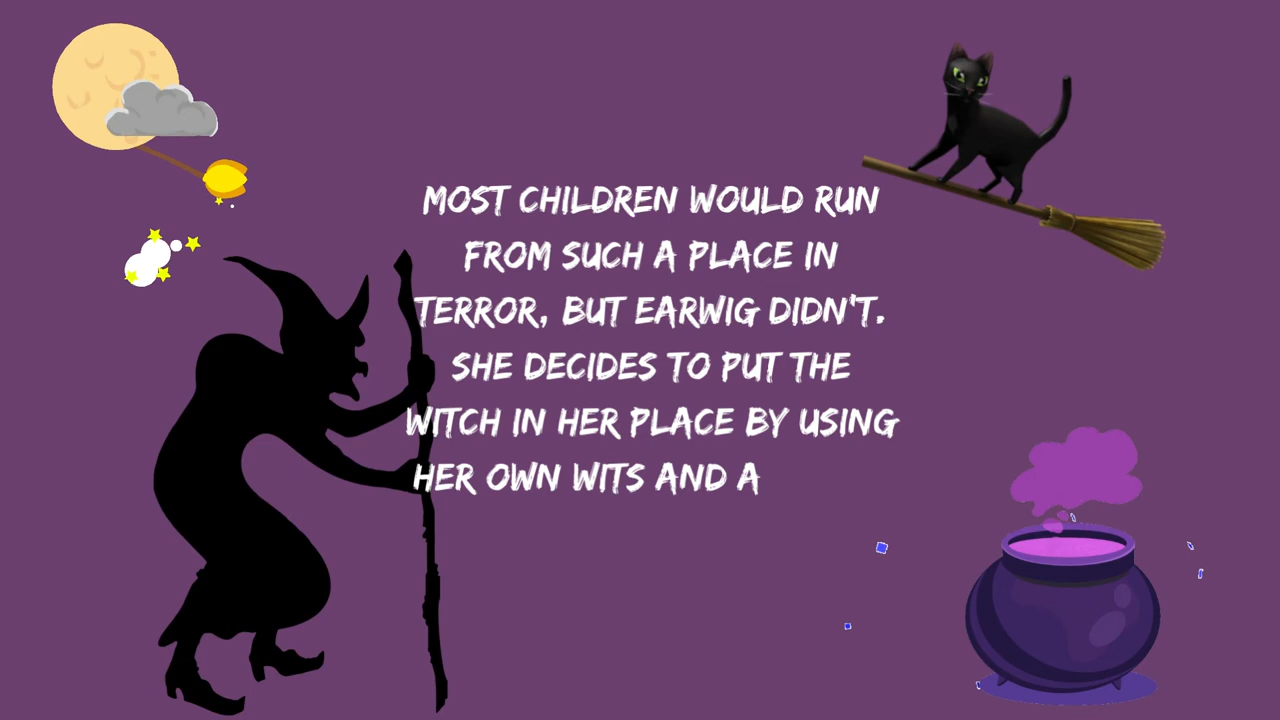 MOST CHILDREN WOULD RUN
FROM SUCH A PLACE IN
TERROR, BUT EARWIG DIDN'T.
SHE DECIDES TO PUT THE
WITCH IN HER PLACE BY USING
HER OWN WITS AND A